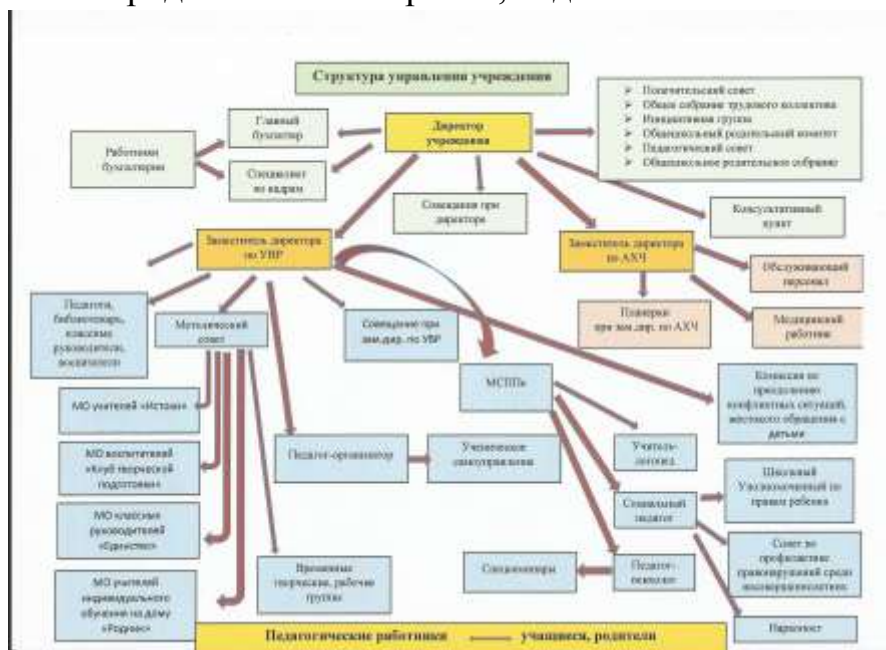 Структура управления учреждения
Попечительский совет
Общее собрание трудового коллектива
Инициативная группа
Общешкольный родительский комитет
Педагогический совет
Общешкольное родительское собрание
Главный
бухгалтер
Директор
учреждения
Работники
бухгалтерии
Специалист
по кадрам
Совещания при
директоре
Консультативный
пункт
Заместитель директора
по УВР
Заместитель директора
по АХЧ
Обслуживающий
персонал
Педагоги,
библиотекарь,
классные
руководители,
воспитатели
Методический
совет
Совещание при
зам.дир. по УВР
Планерки
при зам.дир. по АХЧ
Медицинский
работник
МСППк
Комиссия по
преодолению
конфликтных ситуаций,
жестокого обращения с
детьми
МО учителей «Истоки»
Педагог-организатор
Ученическое
самоуправление
Учитель-
логопед
МО воспитателей
«Клуб творческой
подготовки»
Школьный
Уполномоченный по
правам ребенка
Социальный
педагог
МО классных
руководителей
«Единство»
Совет по
профилактике
правонарушений среди
несовершеннолетних
Временные
творческие, рабочие
группы
Педагог-
психолог
МО учителей
индивидуального
обучения на дому
«Родник»
Наркопост
Педагогические работники учащиеся, родители